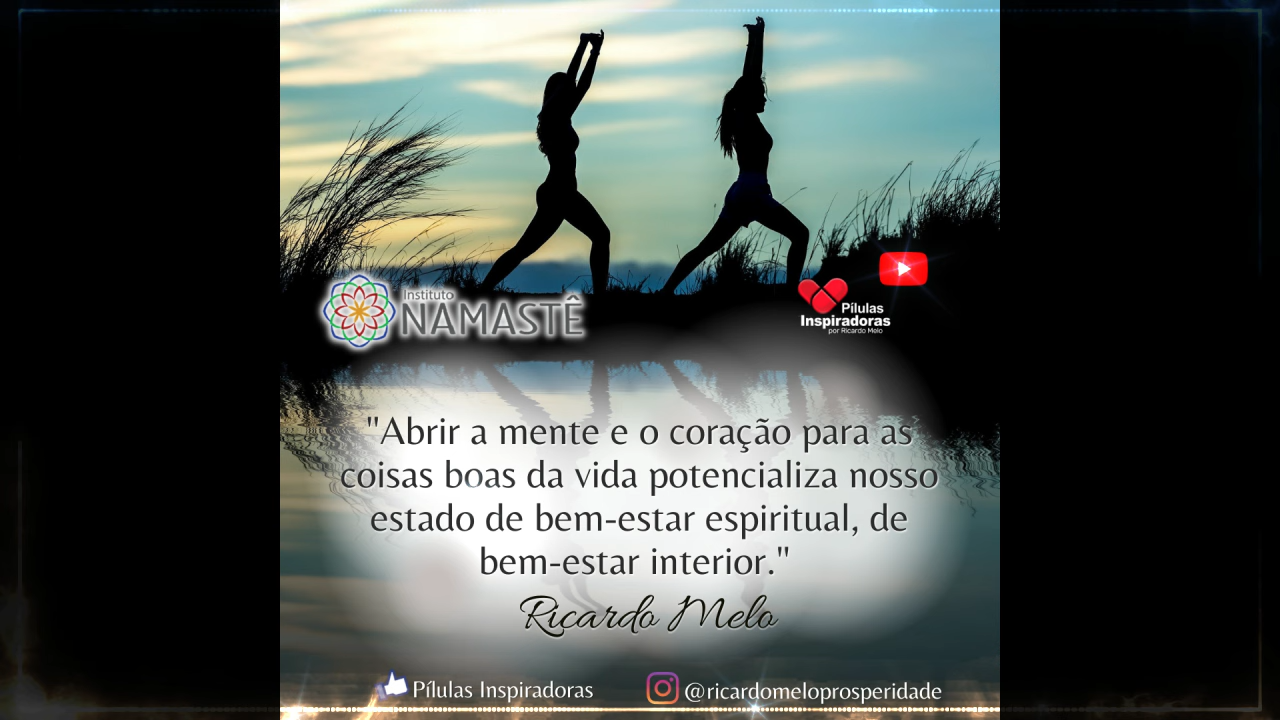 Instituto
NAMASTÊ
Pílulas
Inspiradoras
por Ricardo Melo
"Abrir a mente e o coração para as
coisas boas da vida potencializa nosso
estado de bem-estar espiritual, de
bem-estar interior."
Ricardo Melo
Pílulas Inspiradoras
@ricardomeloprosperidade